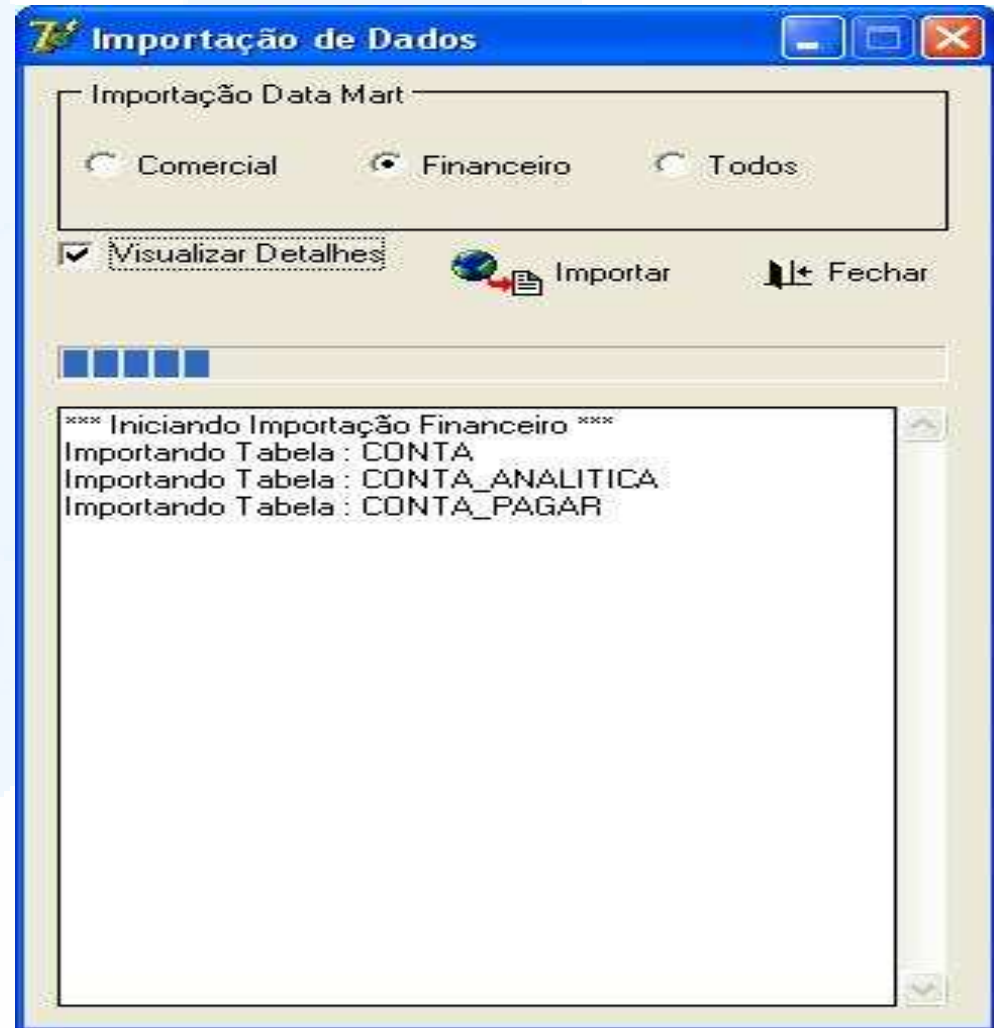 Importação de Dados
Importação Data Mart
Comercial Financeiro Todos
Visualizar Detalhes Importar Fechar
*** Iniciando Importação Financeiro ***
Importando Tabela : CONTA
Importando Tabela : CONTA_ANALITICA
Importando Tabela : CONTA_PAGAR